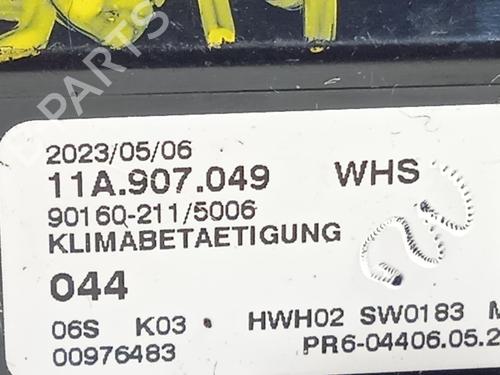 2023/05/06
11A.907.049 WHS
90160-211/5006
KLIMABETAETIGUNG
044
06S K03 HWH02 SW0183 M
00976483 PR6-04406.05.2
B-PARTS